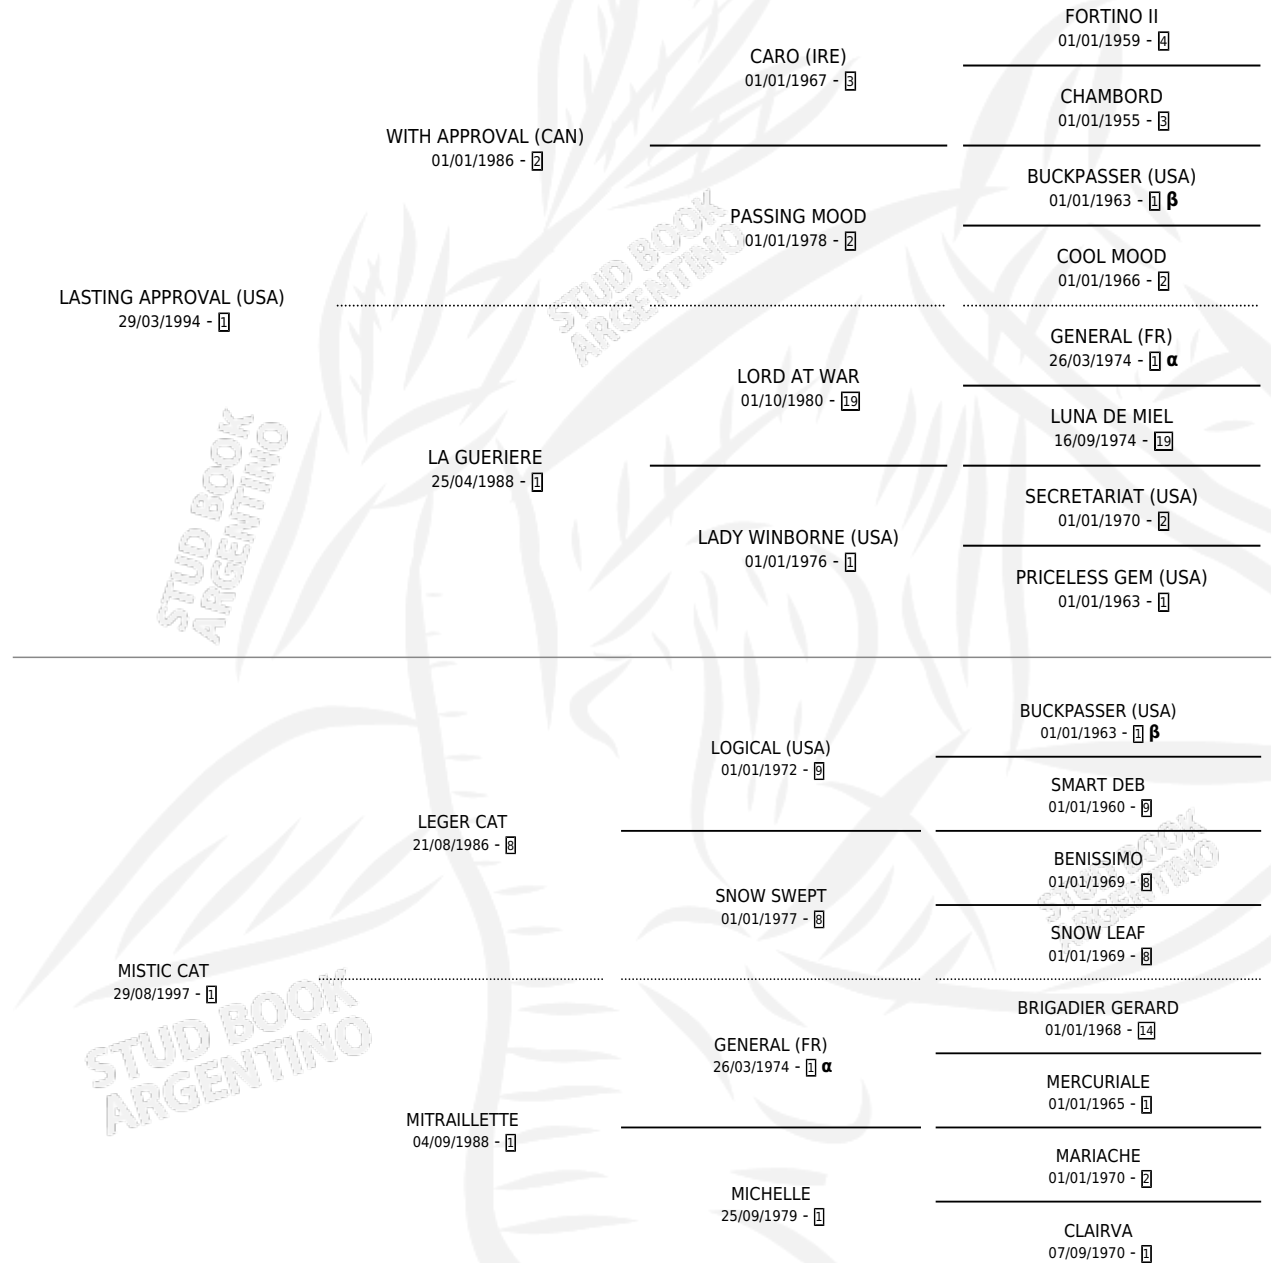 FORTINO II
01/01/1959 - 4
CARO (IRE)
01/01/1967 - 3
CHAMBORD
01/01/1955 - 3
WITH APPROVAL (CAN)
01/01/1986 - 2
BUCKPASSER (USA)
01/01/1963 - 1 β
PASSING MOOD
01/01/1978 - 2
COOL MOOD
01/01/1966 - 2
LASTING APPROVAL (USA)
29/03/1994 - 1
GENERAL (FR)
26/03/1974 - 1 α
LORD AT WAR
01/10/1980 - 19
LUNA DE MIEL
16/09/1974 - 19
LA GUERIERE
25/04/1988 - 1
SECRETARIAT (USA)
01/01/1970 - 2
LADY WINBORNE (USA)
01/01/1976 - 1
PRICELESS GEM (USA)
01/01/1963 - 1
BUCKPASSER (USA)
01/01/1963 - 1 β
LOGICAL (USA)
01/01/1972 - 9
SMART DEB
01/01/1960 - 9
LEGER CAT
21/08/1986 - 8
BENISSIMO
01/01/1969 - 8
SNOW SWEPT
01/01/1977 - 8
SNOW LEAF
01/01/1969 - 8
MISTIC CAT
29/08/1997 - 1
BRIGADIER GERARD
01/01/1968 - 14
GENERAL (FR)
26/03/1974 - 1 α
MERCURIALE
01/01/1965 - 1
MITRAILLETTE
04/09/1988 - 1
MARIACHE
01/01/1970 - 2
MICHELLE
25/09/1979 - 1
CLAIRVA
07/09/1970 - 1
STUD BOOK
ARGENTINO
STUD BOOK
ARGENTINO
STUD BOOK
ARGENTINO
STUD BOOK
ARGENTINO